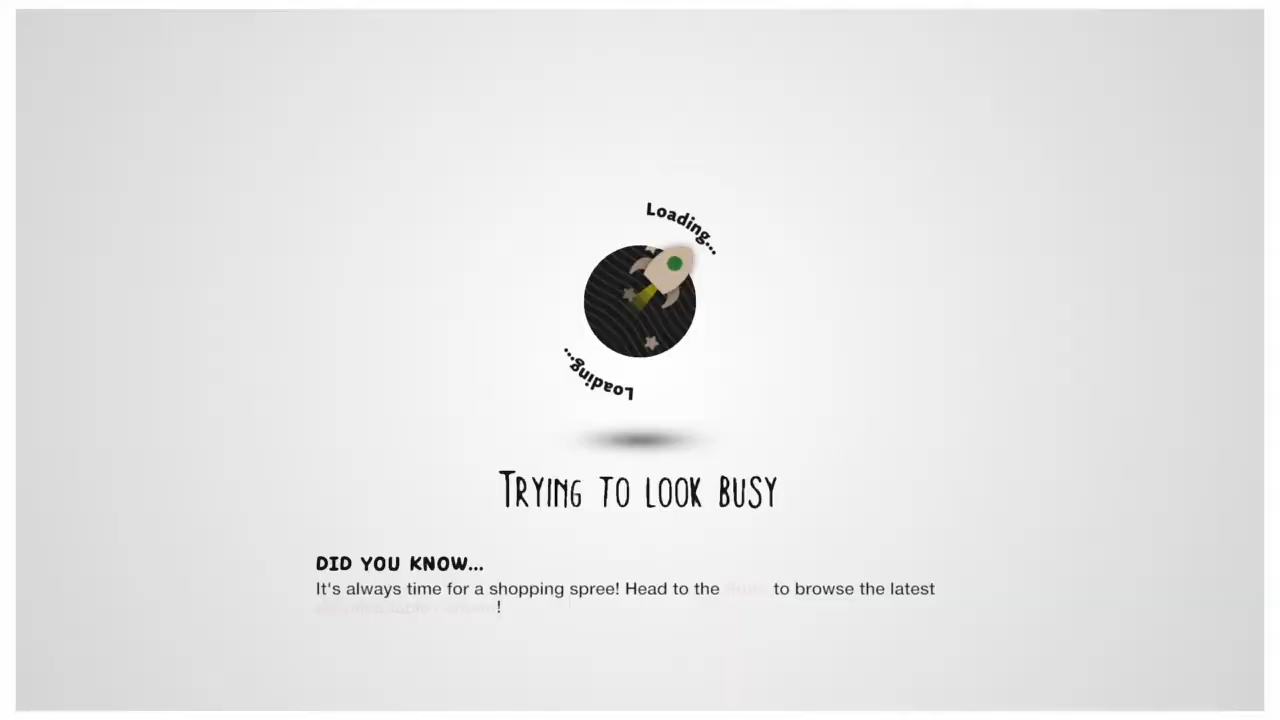 Loading...
Loading...
TRYING TO LOOK BUSY
DID YOU KNOW...
It's always time for a shopping spree! Head to the to browse the latest
!